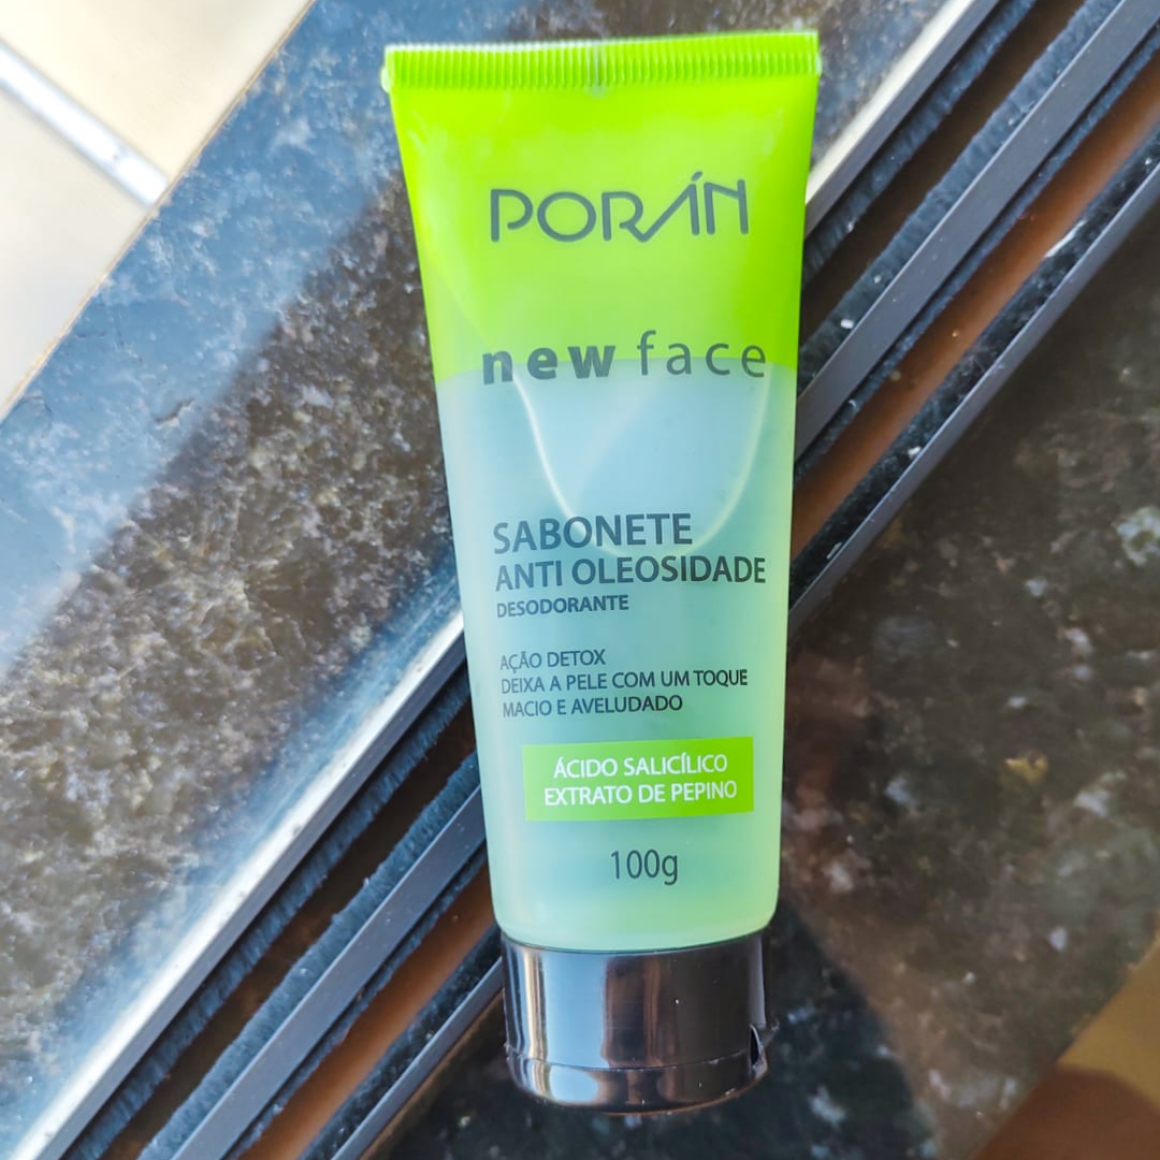 PORÁN
new face
SABONETE
ANTI OLEOSIDADE
DESODORANTE
AÇÃO DETOX
DEIXA A PELE COM UM TOQUE
MACIO E AVELUDADO
ÁCIDO SALICÍLICO
EXTRATO DE PEPINO
100g